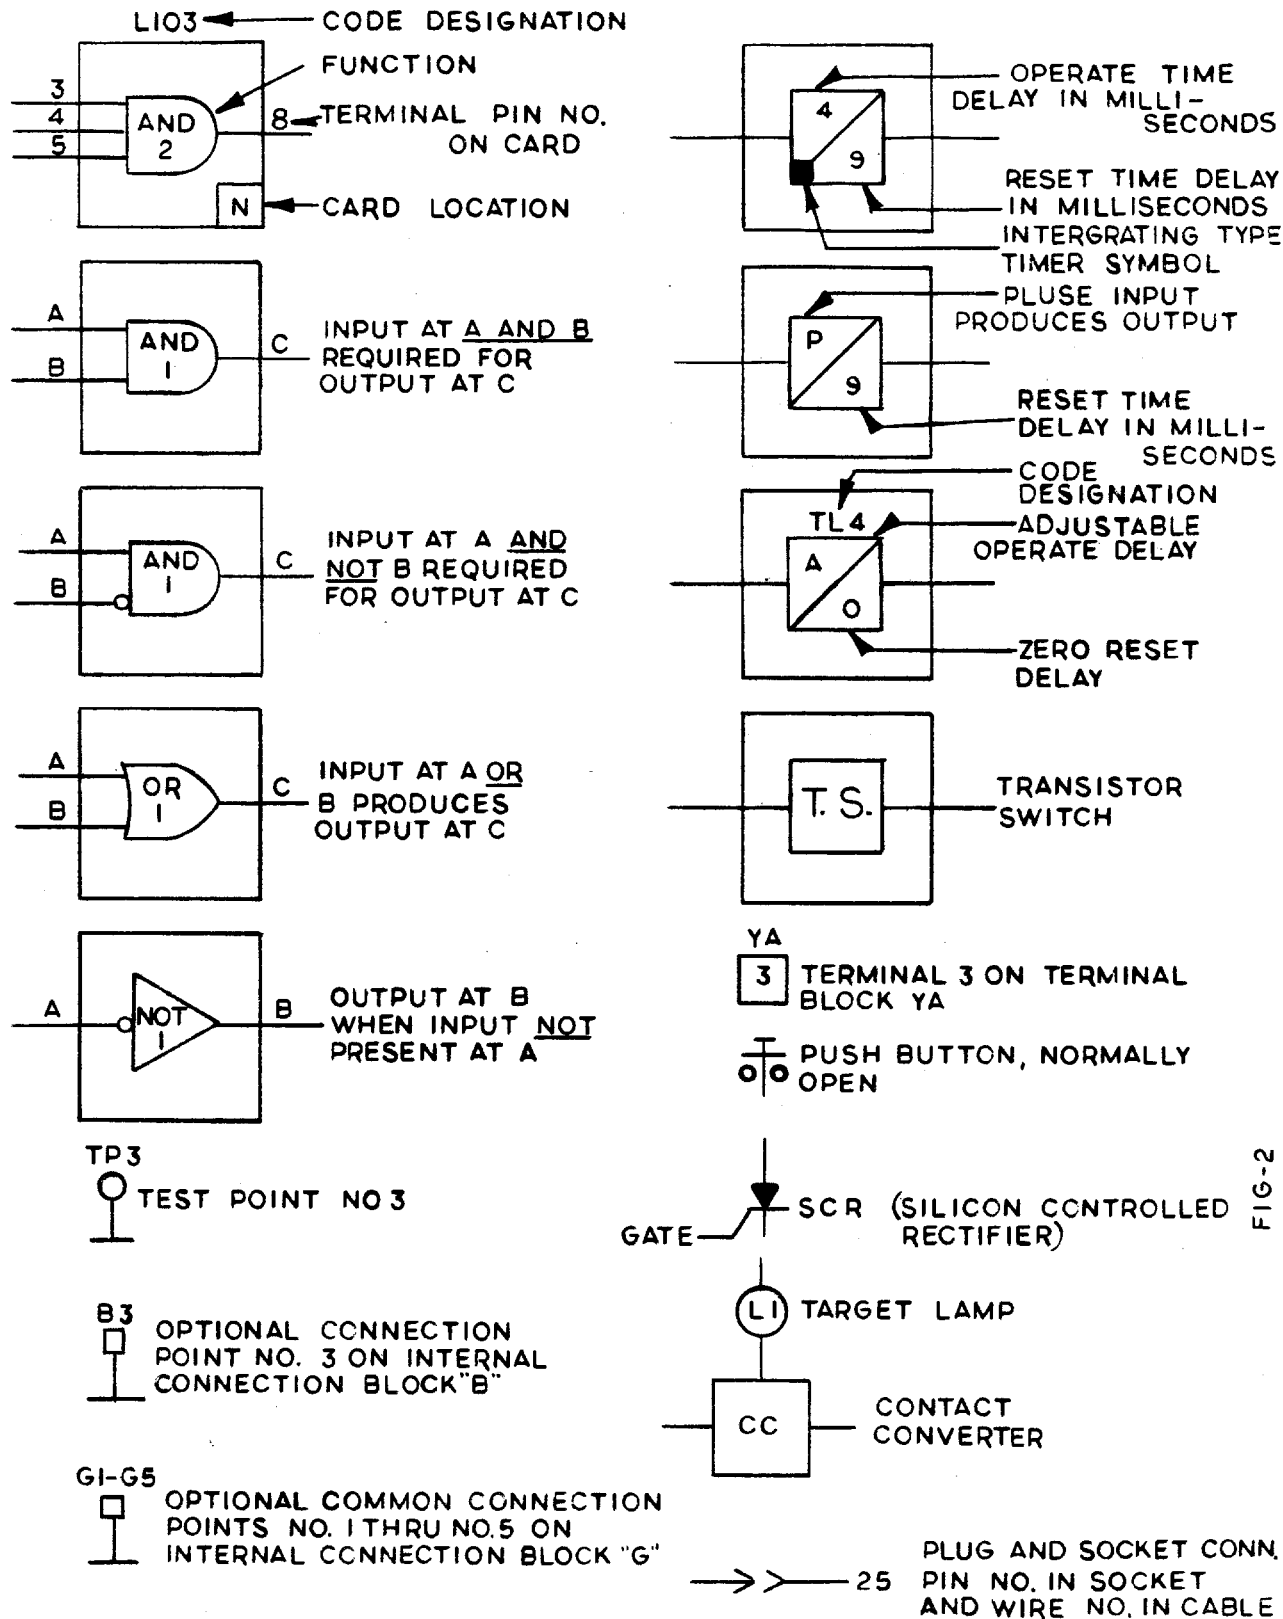 L103 CODE DESIGNATION
FUNCTION
3
4
5
AND
2
8
TERMINAL PIN NO.
ON CARD
N
CARD LOCATION
A
B
AND
1
C
INPUT AT A AND B
REQUIRED FOR
OUTPUT AT C
A
B
AND
1
C
INPUT AT A AND
NOT B REQUIRED
FOR OUTPUT AT C
A
B
OR
1
C
INPUT AT A OR
B PRODUCES
OUTPUT AT C
A
NOT
1
B
OUTPUT AT B
WHEN INPUT NOT
PRESENT AT A
TP3
TEST POINT NO 3
B3
OPTIONAL CONNECTION
POINT NO. 3 ON INTERNAL
CONNECTION BLOCK "B"
G1-G5
OPTIONAL COMMON CONNECTION
POINTS NO. 1 THRU NO. 5 ON
INTERNAL CONNECTION BLOCK "G"
4
9
OPERATE TIME
DELAY IN MILLI-
SECONDS
RESET TIME DELAY
IN MILLISECONDS
INTERGRATING TYPE
TIMER SYMBOL
P
9
PLUSE INPUT
PRODUCES OUTPUT
RESET TIME
DELAY IN MILLI-
SECONDS
CODE
DESIGNATION
TL4
A
0
ADJUSTABLE
OPERATE DELAY
ZERO RESET
DELAY
T. S.
TRANSISTOR
SWITCH
YA
3
TERMINAL 3 ON TERMINAL
BLOCK YA
PUSH BUTTON, NORMALLY
OPEN
GATE
SCR (SILICON CONTROLLED
RECTIFIER)
L1
TARGET LAMP
CC
CONTACT
CONVERTER
25
PLUG AND SOCKET CONN.
PIN NO. IN SOCKET
AND WIRE NO. IN CABLE
FIG-2